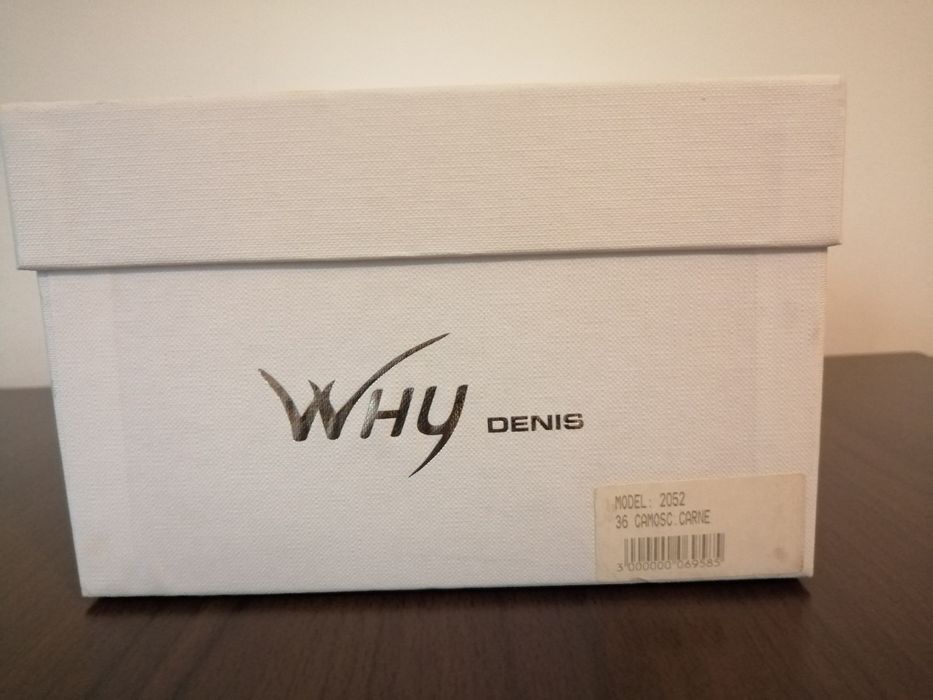 WHY DENIS
MODEL: 2052
36 CAMOSC.CARNE
3 000000 069585